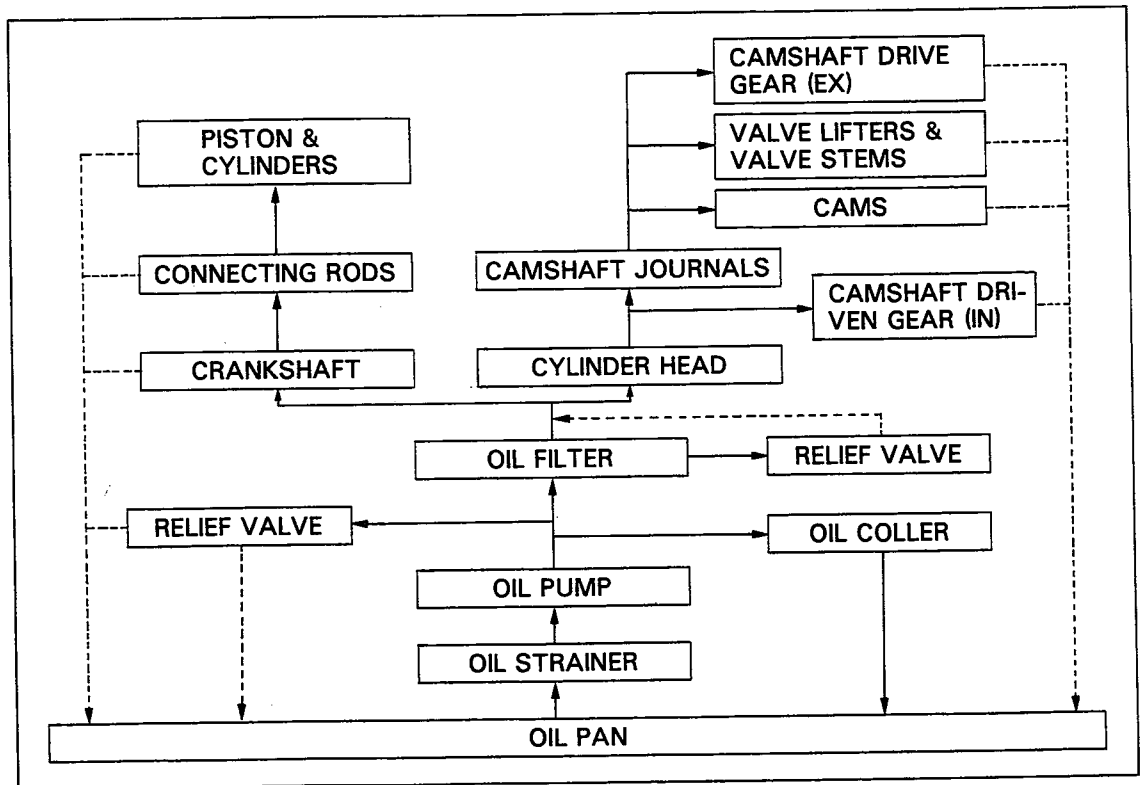 CAMSHAFT DRIVE
GEAR (EX)
PISTON &
CYLINDERS
VALVE LIFTERS &
VALVE STEMS
CAMS
CONNECTING RODS
CAMSHAFT JOURNALS
CAMSHAFT DRI-
VEN GEAR (IN)
CRANKSHAFT
CYLINDER HEAD
OIL FILTER
RELIEF VALVE
RELIEF VALVE
OIL COLLER
OIL PUMP
OIL STRAINER
OIL PAN